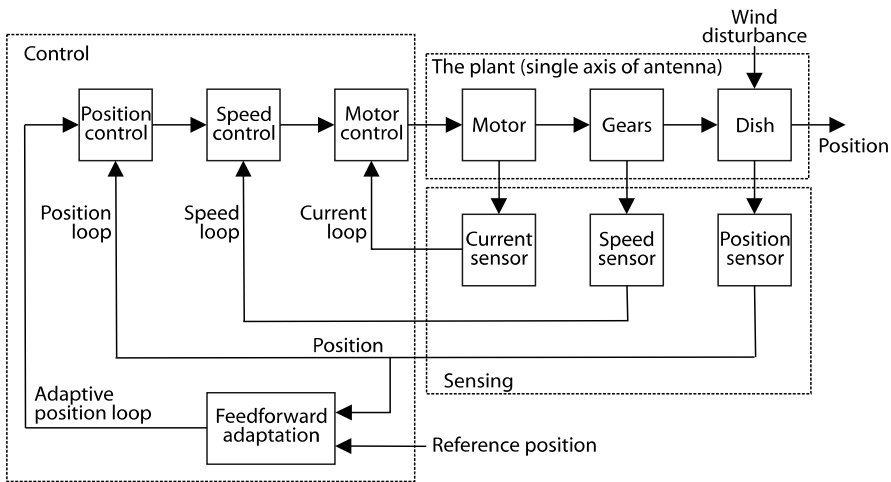 Wind
disturbance
Control
The plant (single axis of antenna)
Position
control
Speed
control
Motor
control
Motor
Gears
Dish
Position
Position
loop
Speed
loop
Current
loop
Current
sensor
Speed
sensor
Position
sensor
Position
Sensing
Adaptive
position loop
Feedforward
adaptation
Reference position